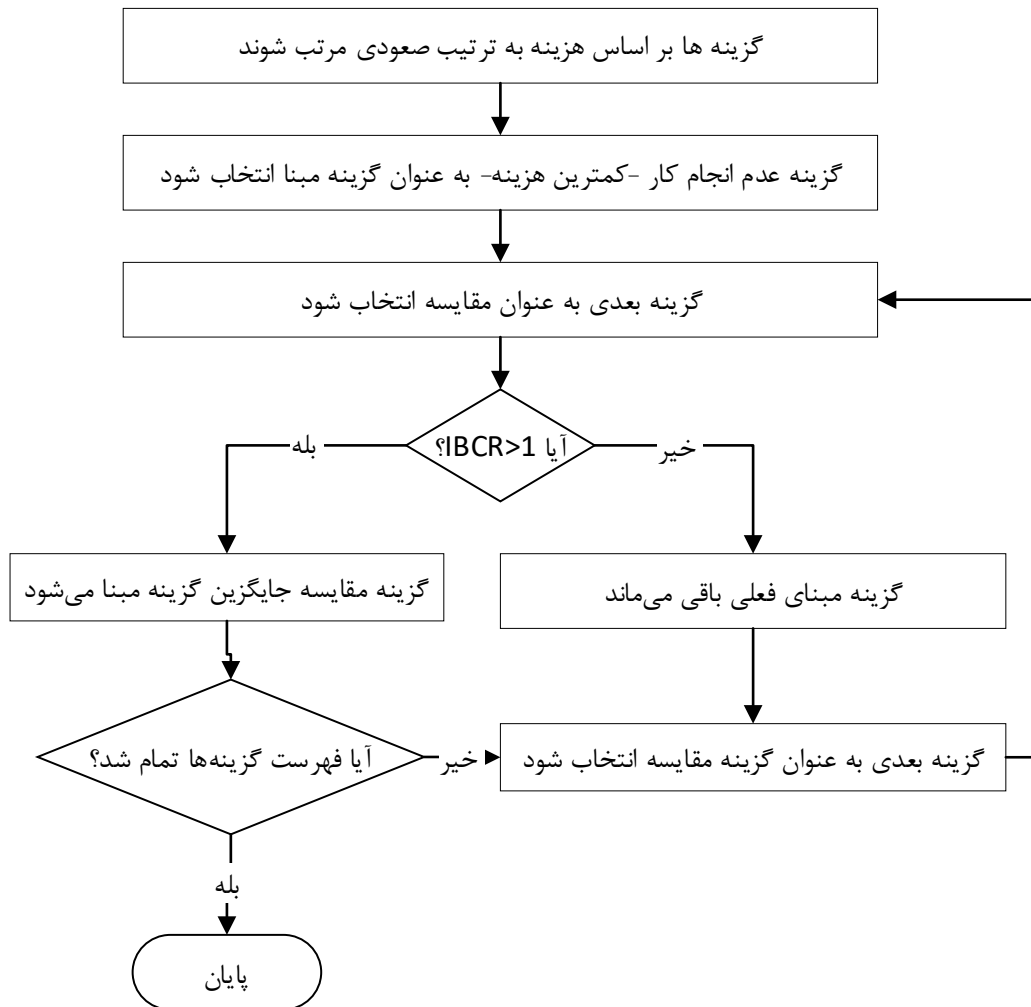 گزینه ها بر اساس هزینه به ترتیب صعودی مرتب شوند
گزینه عدم انجام کار -کمترین هزینه- به عنوان گزینه مبنا انتخاب شود
گزینه بعدی به عنوان مقایسه انتخاب شود
آیا IBCR>1؟
خیر
بله
گزینه مبنای فعلی باقی می‌ماند
گزینه مقایسه جایگزین گزینه مبنا می‌شود
آیا فهرست گزینه‌ها تمام شد؟
خیر
گزینه بعدی به عنوان گزینه مقایسه انتخاب شود
بله
پایان